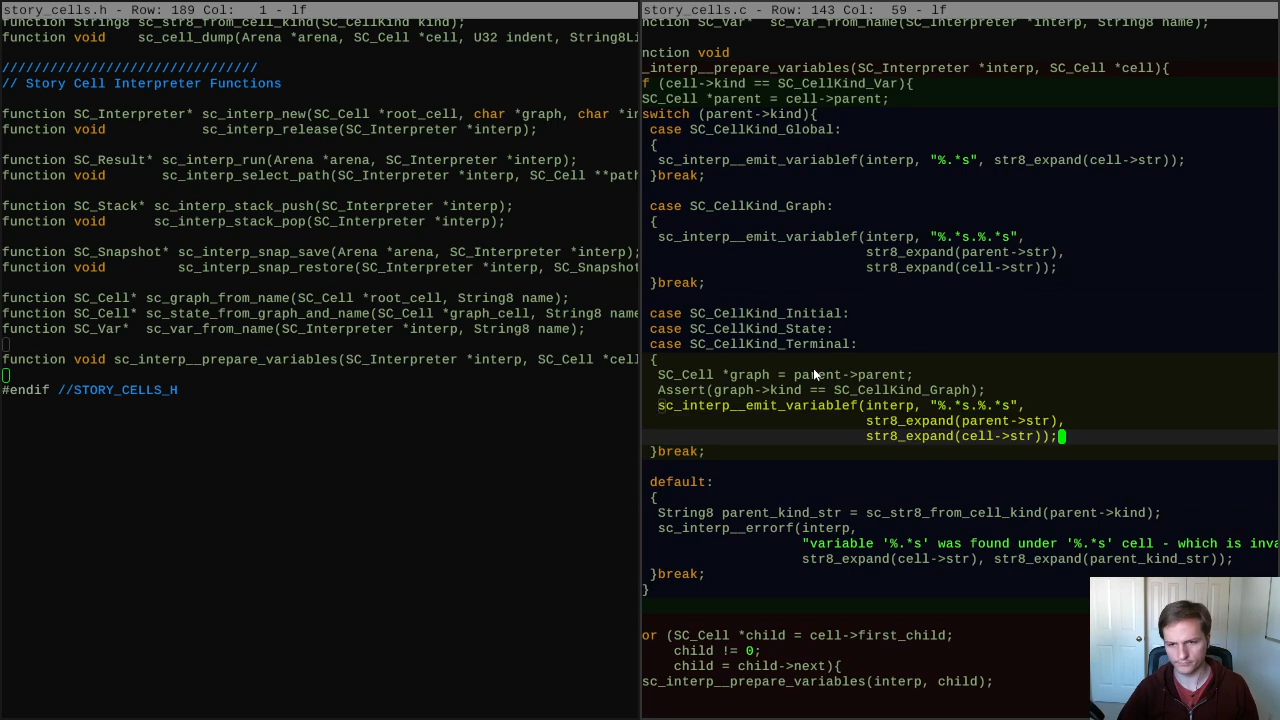 story_cells.h - Row: 189 Col:   1 - lf
function String8 sc_str8_from_cell_kind(SC_CellKind kind);
function void    sc_cell_dump(Arena *arena, SC_Cell *cell, U32 indent, String8Li
////////////////////////////////
// Story Cell Interpreter Functions
function SC_Interpreter* sc_interp_new(SC_Cell *root_cell, char *graph, char *in
function void            sc_interp_release(SC_Interpreter *interp);
function SC_Result* sc_interp_run(Arena *arena, SC_Interpreter *interp);
function void       sc_interp_select_path(SC_Interpreter *interp, SC_Cell **path
function SC_Stack* sc_interp_stack_push(SC_Interpreter *interp);
function void      sc_interp_stack_pop(SC_Interpreter *interp);
function SC_Snapshot* sc_interp_snap_save(Arena *arena, SC_Interpreter *interp);
function void         sc_interp_snap_restore(SC_Interpreter *interp, SC_Snapshot
function SC_Cell* sc_graph_from_name(SC_Cell *root_cell, String8 name);
function SC_Cell* sc_state_from_graph_and_name(SC_Cell *graph_cell, String8 name
function SC_Var*  sc_var_from_name(SC_Interpreter *interp, String8 name);
function void sc_interp__prepare_variables(SC_Interpreter *interp, SC_Cell *cell
#endif //STORY_CELLS_H
story_cells.c - Row: 143 Col:  59 - lf
nction SC_Var*  sc_var_from_name(SC_Interpreter *interp, String8 name);
nction void
_interp__prepare_variables(SC_Interpreter *interp, SC_Cell *cell){
f (cell->kind == SC_CellKind_Var){
SC_Cell *parent = cell->parent;
switch (parent->kind){
case SC_CellKind_Global:
{
sc_interp__emit_variablef(interp, "%.*s", str8_expand(cell->str));
}break;
case SC_CellKind_Graph:
{
sc_interp__emit_variablef(interp, "%.*s.%.*s",
str8_expand(parent->str),
str8_expand(cell->str));
}break;
case SC_CellKind_Initial:
case SC_CellKind_State:
case SC_CellKind_Terminal:
{
SC_Cell *graph = parent->parent;
Assert(graph->kind == SC_CellKind_Graph);
sc_interp__emit_variablef(interp, "%.*s.%.*s",
str8_expand(parent->str),
str8_expand(cell->str));
}break;
default:
{
String8 parent_kind_str = sc_str8_from_cell_kind(parent->kind);
sc_interp__errorf(interp,
"variable '%.*s' was found under '%.*s' cell - which is inva
str8_expand(cell->str), str8_expand(parent_kind_str));
}break;
}
or (SC_Cell *child = cell->first_child;
child != 0;
child = child->next){
sc_interp__prepare_variables(interp, child);